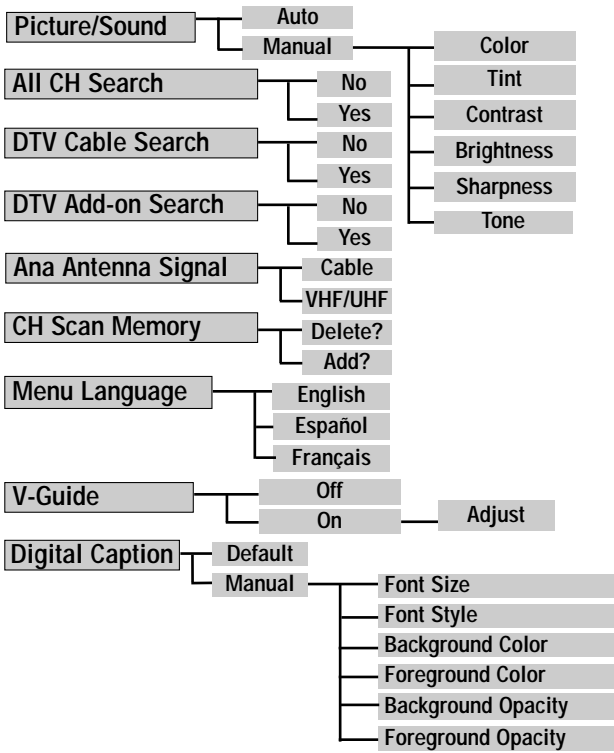 Picture/Sound
Auto
Manual
Color
Tint
Contrast
Brightness
Sharpness
Tone
All CH Search
No
Yes
DTV Cable Search
No
Yes
DTV Add-on Search
No
Yes
Ana Antenna Signal
Cable
VHF/UHF
CH Scan Memory
Delete?
Add?
Menu Language
English
Español
Français
V-Guide
Off
On
Adjust
Digital Caption
Default
Manual
Font Size
Font Style
Background Color
Foreground Color
Background Opacity
Foreground Opacity